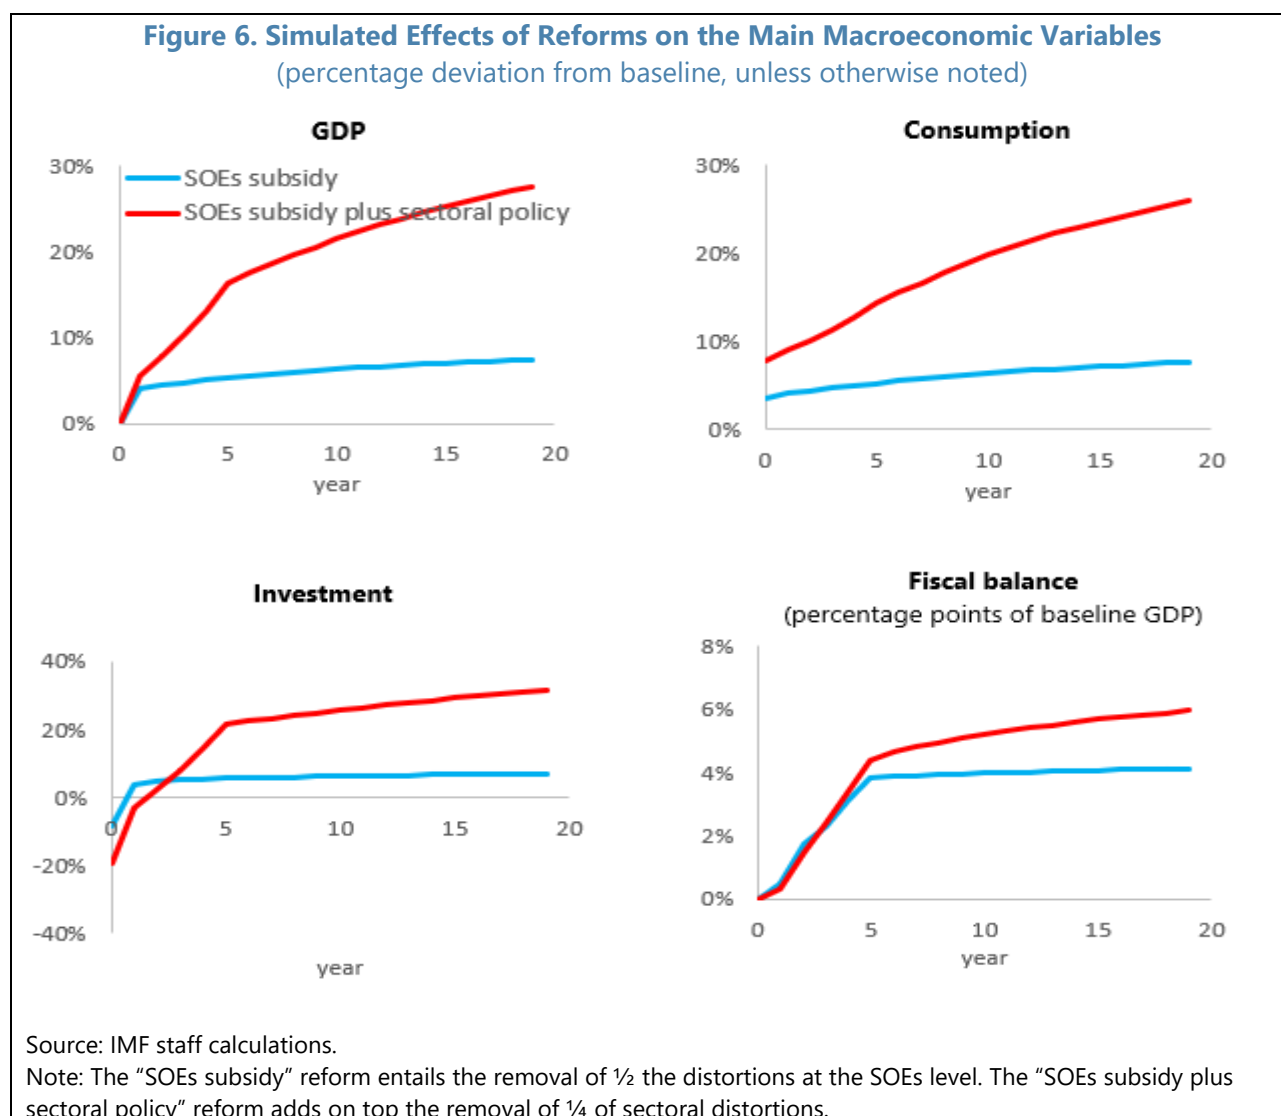 Figure 6. Simulated Effects of Reforms on the Main Macroeconomic Variables
(percentage deviation from baseline, unless otherwise noted)
GDP
30%
20%
10%
0%
SOEs subsidy
SOEs subsidy plus sectoral policy
0 5 10 15 20
year
Consumption
30%
20%
10%
0%
0 5 10 15 20
year
Investment
40%
20%
0%
-20%
-40%
0 5 10 15 20
year
Fiscal balance
(percentage points of baseline GDP)
8%
6%
4%
2%
0%
0 5 10 15 20
year
Source: IMF staff calculations.
Note: The “SOEs subsidy” reform entails the removal of ½ the distortions at the SOEs level. The “SOEs subsidy plus
sectoral policy” reform adds on top the removal of ¼ of sectoral distortions.